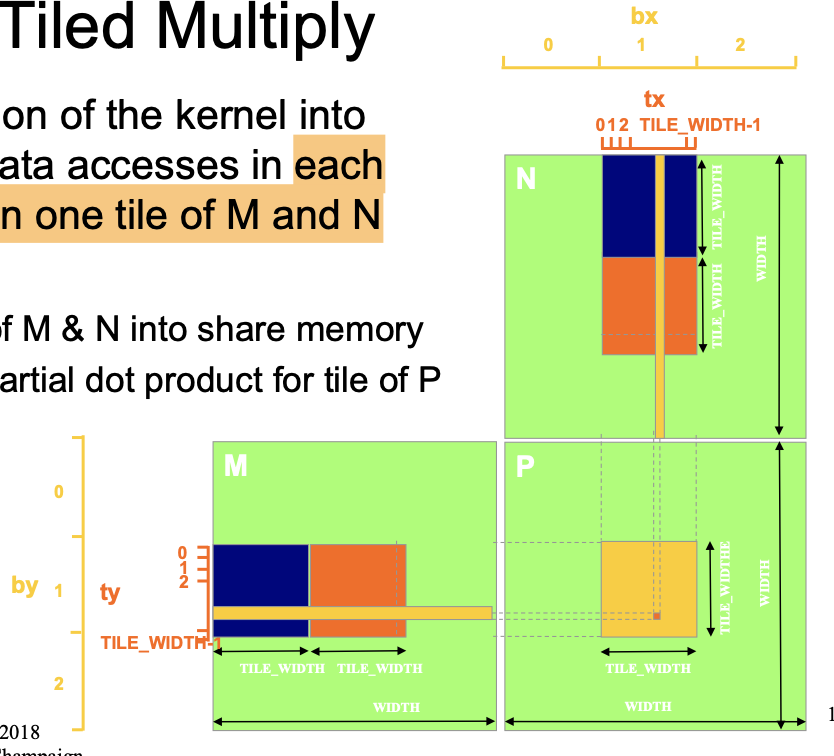 Tiled Multiply
on of the kernel into
ata accesses in each
n one tile of M and N
of M & N into share memory
artial dot product for tile of P
bx
0 1 2
tx
0 1 2 TILE_WIDTH-1
N
TILE_WIDTH
TILE_WIDTH
WIDTH
M
P
by
0
1
2
ty
0
1
2
TILE_WIDTH-1
TILE_WIDTH TILE_WIDTH
WIDTH
TILE_WIDTHE
WIDTH
TILE_WIDTH
WIDTH
2018
Champaign
1